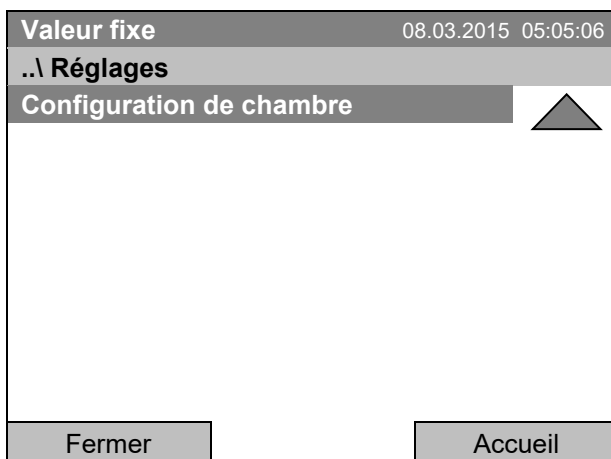 Valeur fixe 08.03.2015 05:05:06
..\ Réglages
Configuration de chambre
Fermer Accueil